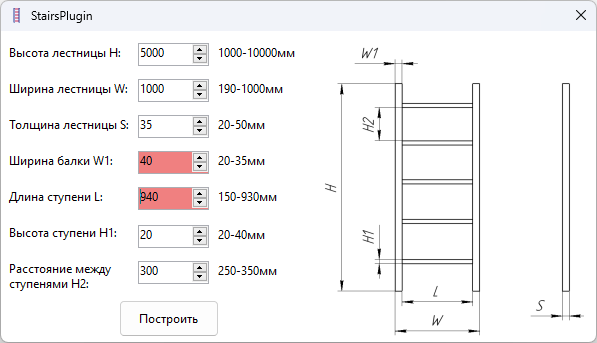 StairsPlugin
Высота лестницы H: 5000 1000-10000мм
Ширина лестницы W: 1000 190-1000мм
Толщина лестницы S: 35 20-50мм
Ширина балки W1: 40 20-35мм
Длина ступени L: 940 150-930мм
Высота ступени H1: 20 20-40мм
Расстояние между
ступенями H2: 300 250-350мм
Построить
W1
H2
H
H1
L
W
S